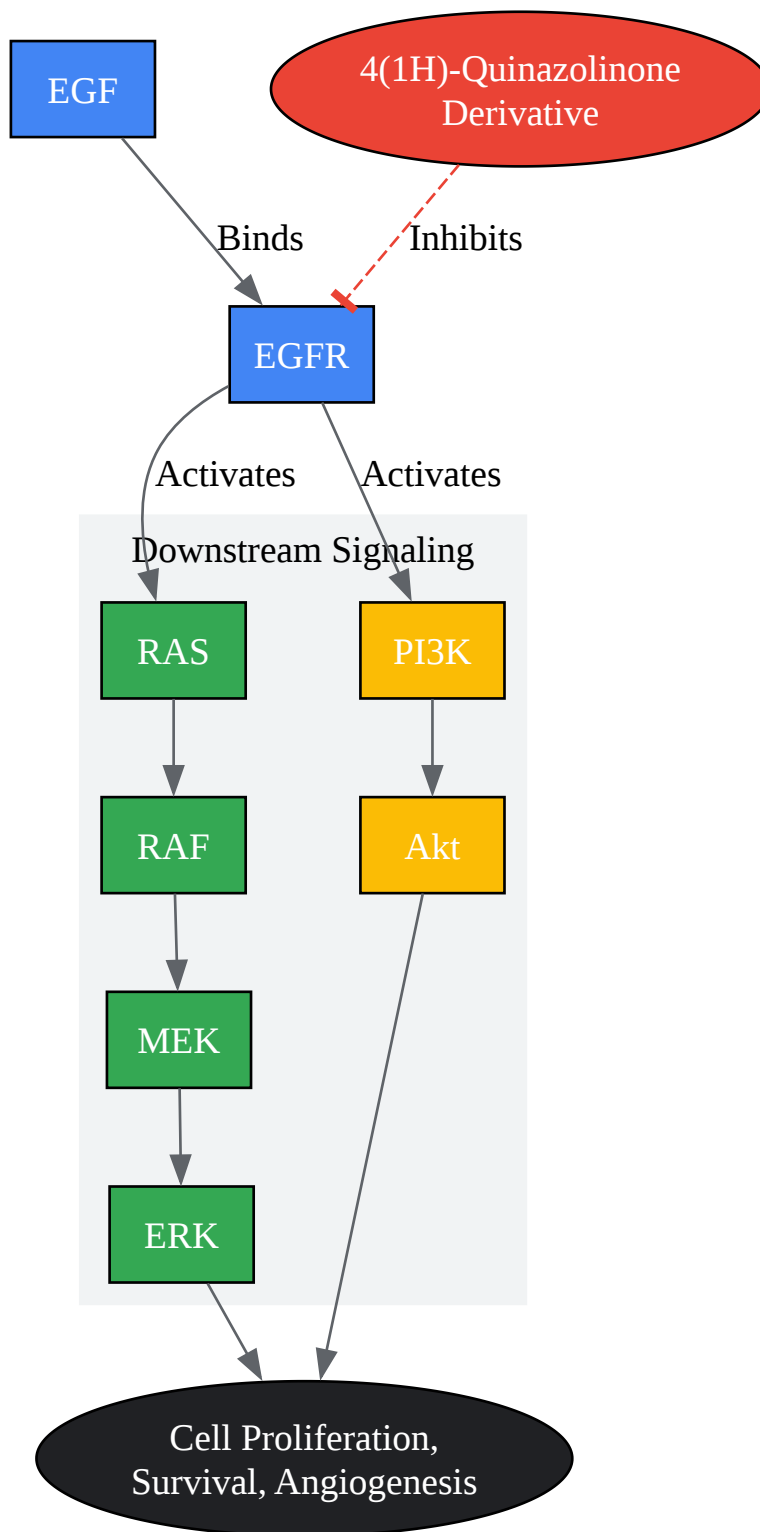 EGF
4(1H)-Quinazolinone
Derivative
Binds
Inhibits
EGFR
Activates
Activates
Downstream Signaling
RAS
PI3K
RAF
Akt
MEK
ERK
Cell Proliferation,
Survival, Angiogenesis